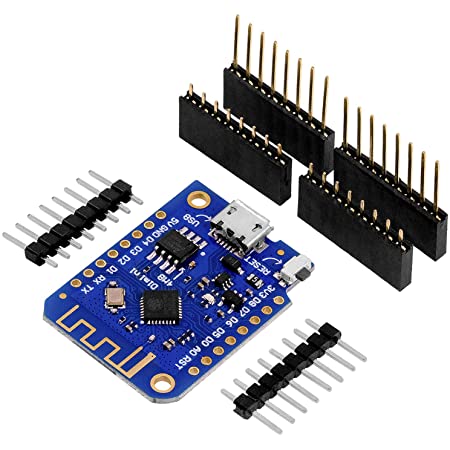 5V GND D4 D3 D2 D1 RX TX
USB
RESET
3V3 D8 D7 D6 D5 D0 A0 RST